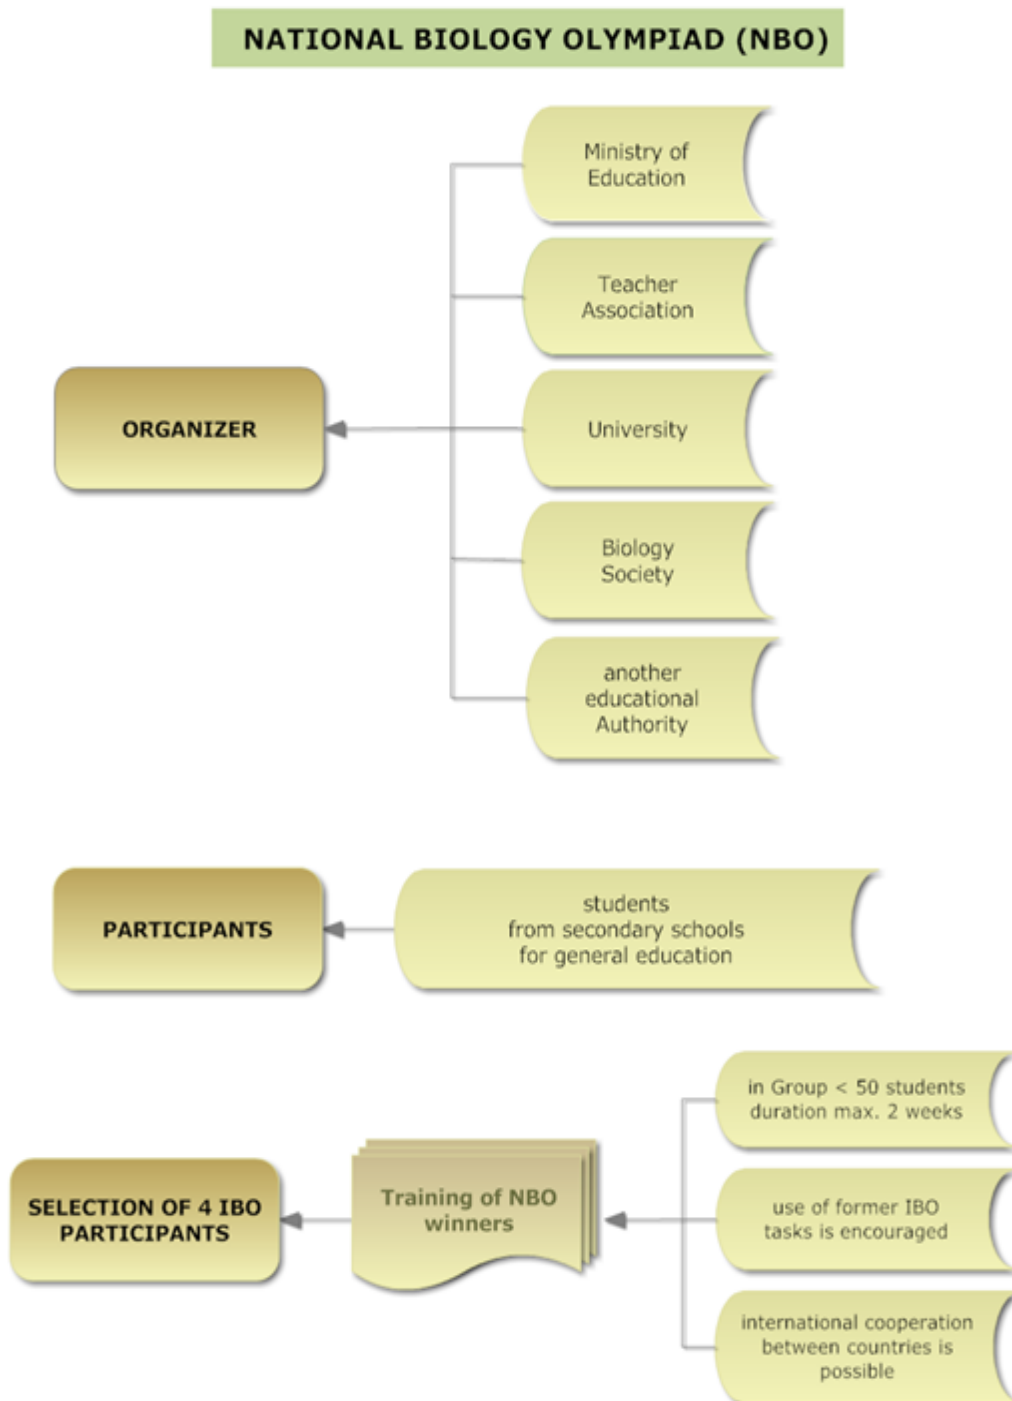 NATIONAL BIOLOGY OLYMPIAD (NBO)
Ministry of
Education
Teacher
Association
ORGANIZER
University
Biology
Society
another
educational
Authority
PARTICIPANTS
students
from secondary schools
for general education
SELECTION OF 4 IBO
PARTICIPANTS
Training of NBO
winners
in Group < 50 students
duration max. 2 weeks
use of former IBO
tasks is encouraged
international cooperation
between countries is
possible